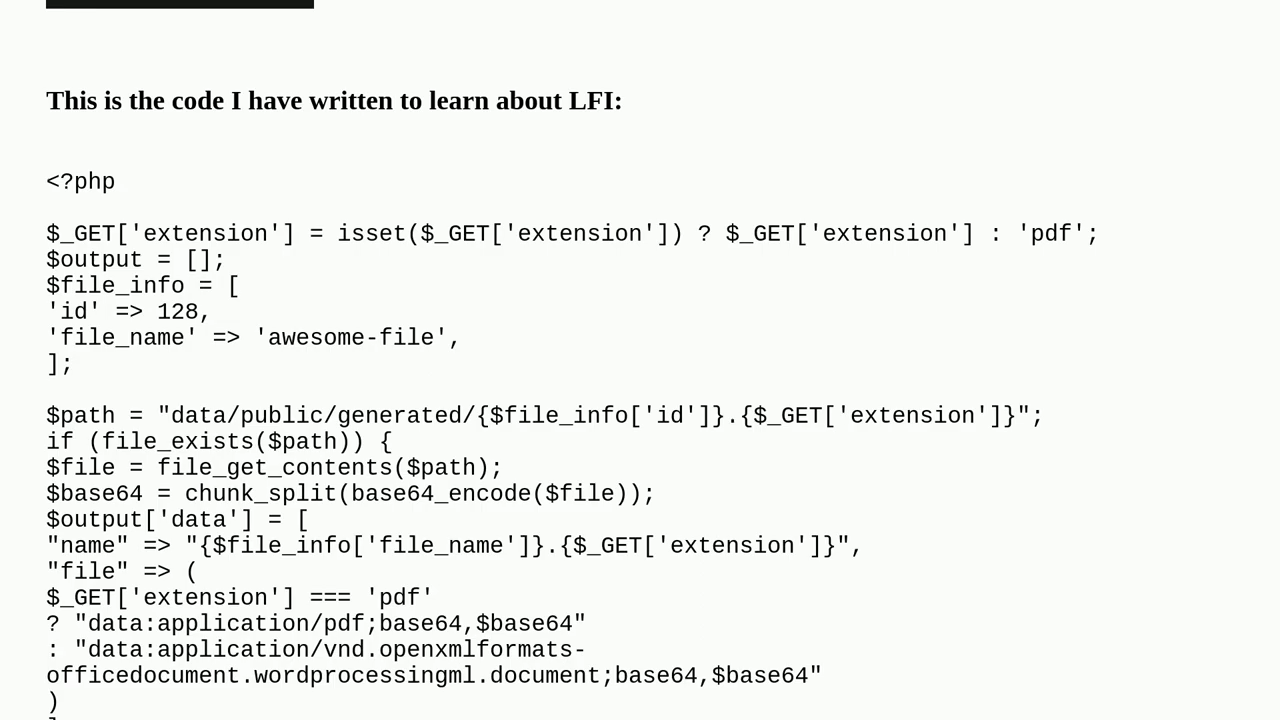 This is the code I have written to learn about LFI:
<?php
$_GET['extension'] = isset($_GET['extension']) ? $_GET['extension'] : 'pdf';
$output = [];
$file_info = [
'id' => 128,
'file_name' => 'awesome-file',
];
$path = "data/public/generated/{$file_info['id']}.{$_GET['extension']}";
if (file_exists($path)) {
$file = file_get_contents($path);
$base64 = chunk_split(base64_encode($file));
$output['data'] = [
"name" => "{$file_info['file_name']}.{$_GET['extension']}",
"file" => (
$_GET['extension'] === 'pdf'
? "data:application/pdf;base64,$base64"
: "data:application/vnd.openxmlformats-
officedocument.wordprocessingml.document;base64,$base64"
)